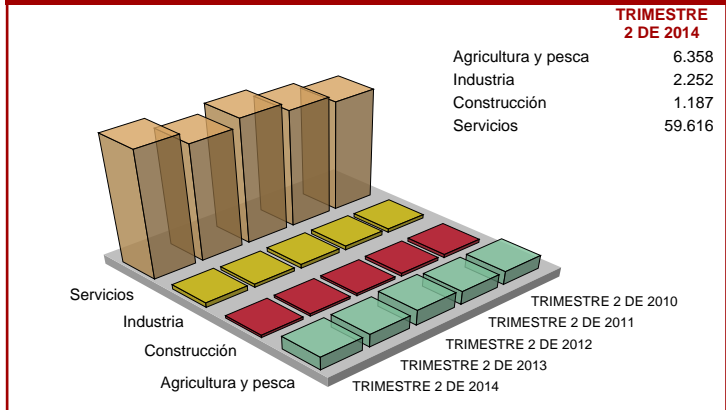 TRIMESTRE
2 DE 2014
Agricultura y pesca 6.358
Industria 2.252
Construcción 1.187
Servicios 59.616
Servicios
Industria
Construcción
Agricultura y pesca
TRIMESTRE 2 DE 2010
TRIMESTRE 2 DE 2011
TRIMESTRE 2 DE 2012
TRIMESTRE 2 DE 2013
TRIMESTRE 2 DE 2014